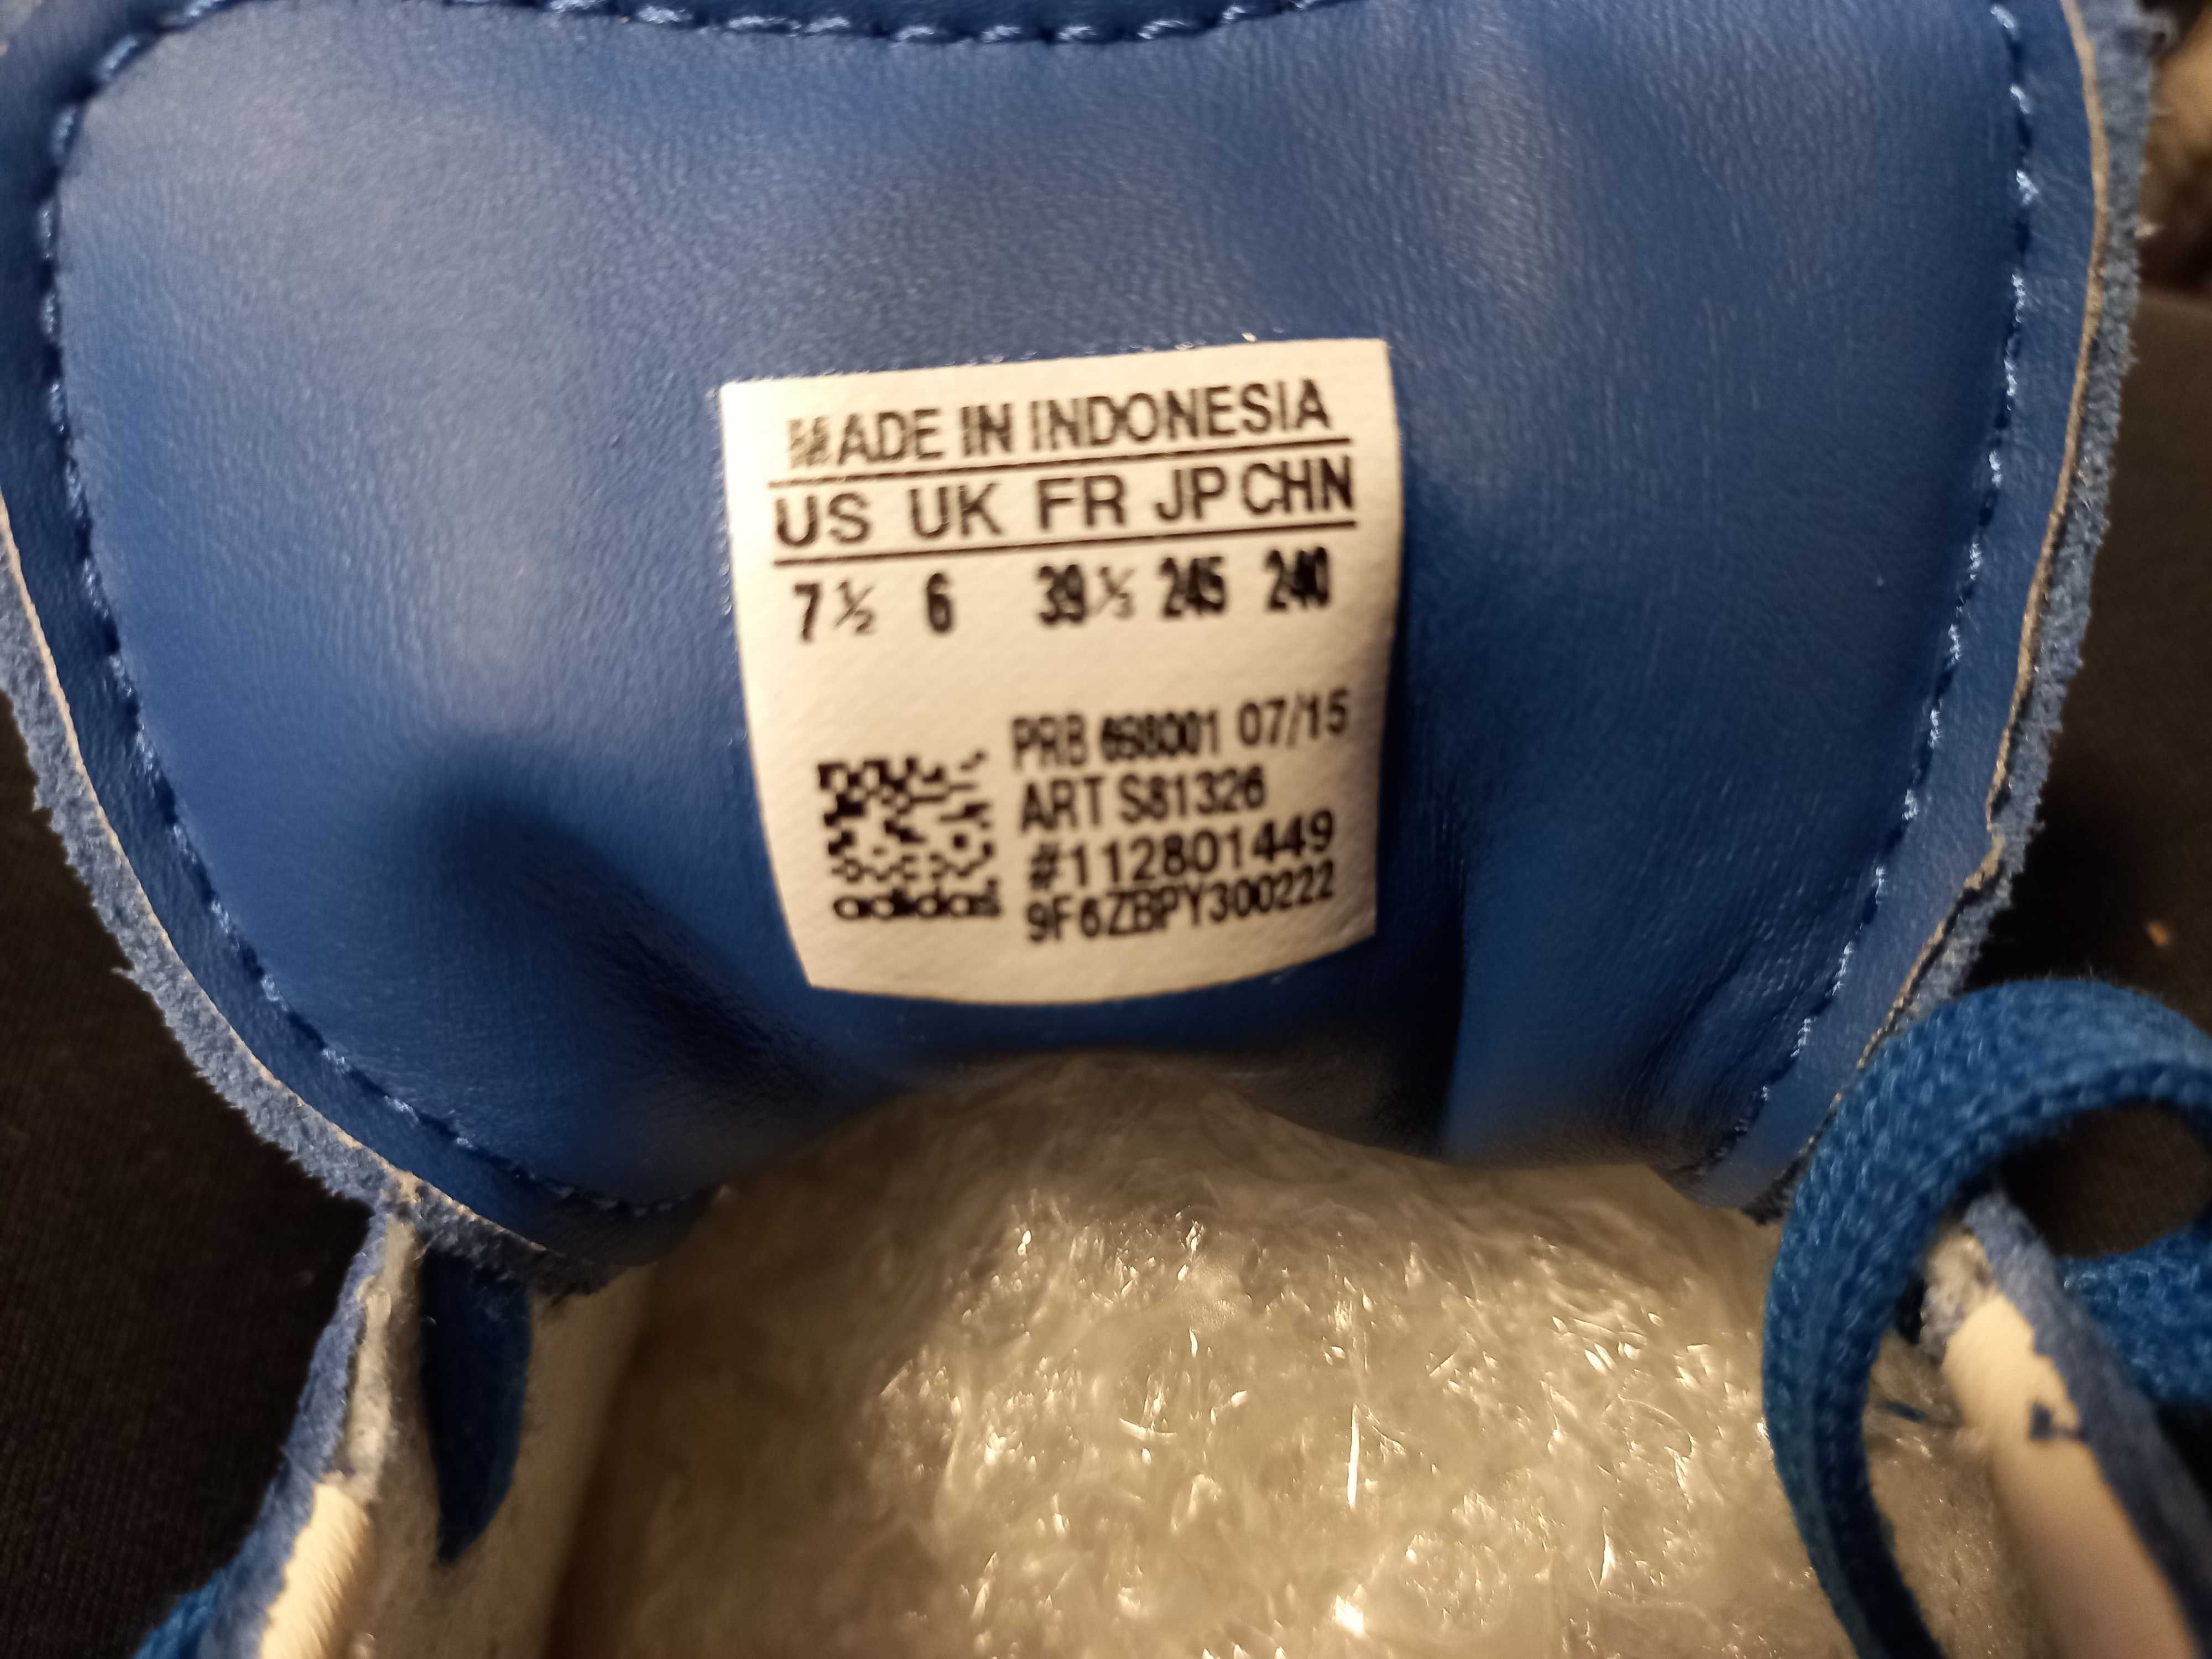 MADE IN INDONESIA
US UK FR JP CHN
7½ 6 39⅓ 245 240
PRB 6S8001 07/15
ART S81326
#112801449
adidas 9F6ZBPY300222